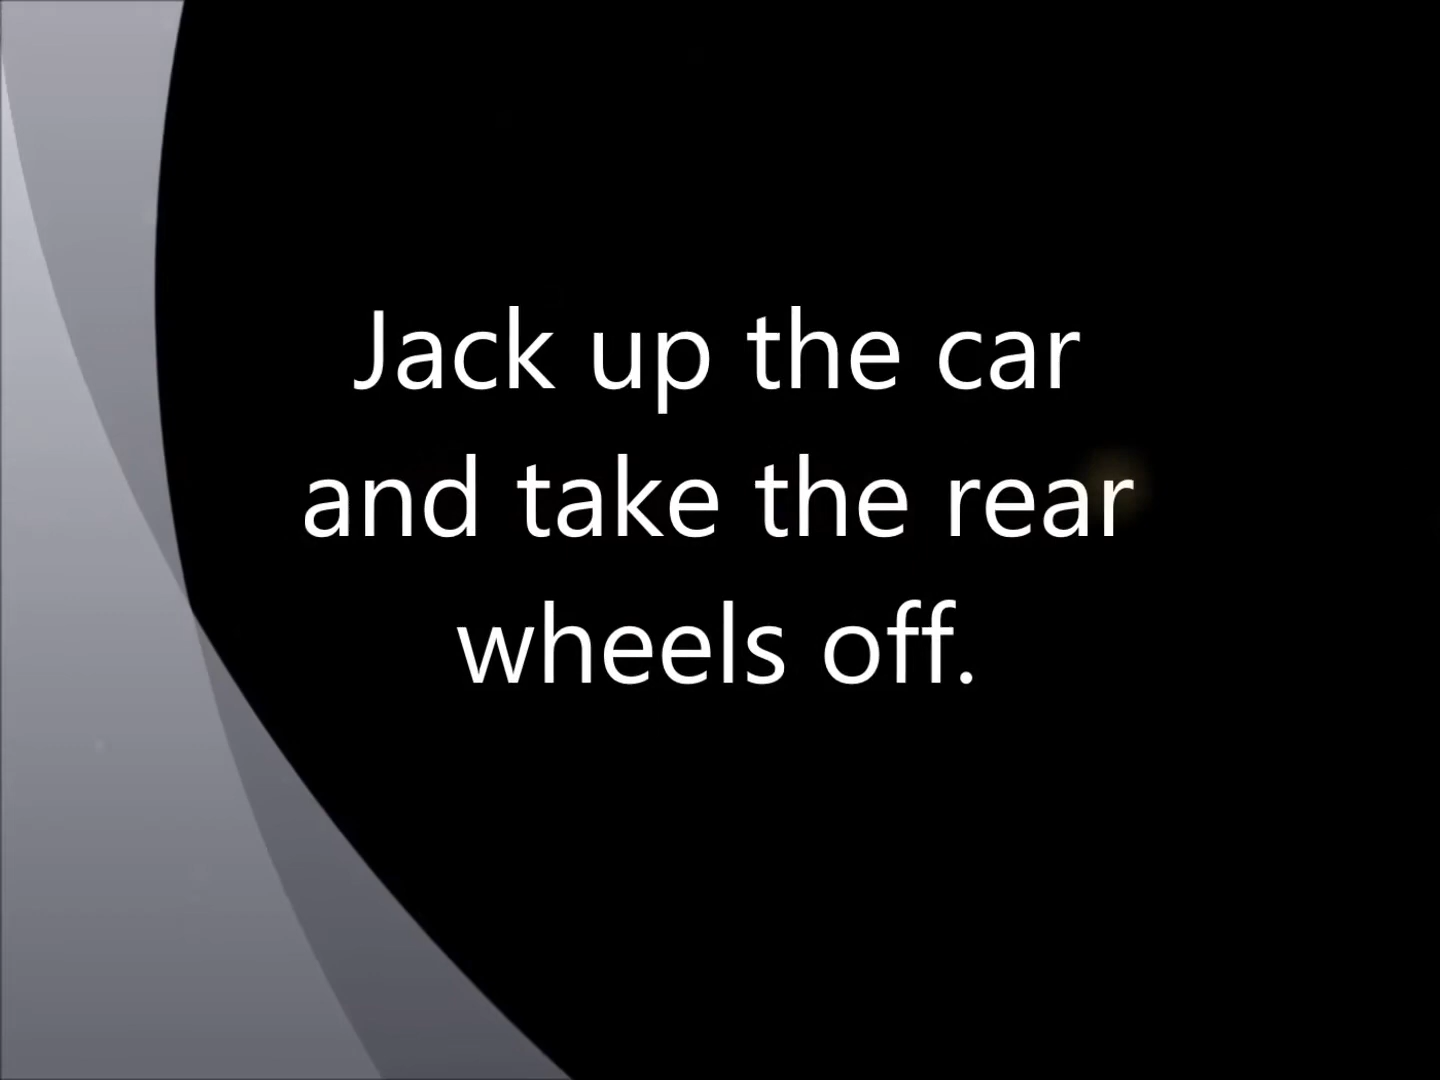 Jack up the car
and take the rear
wheels off.